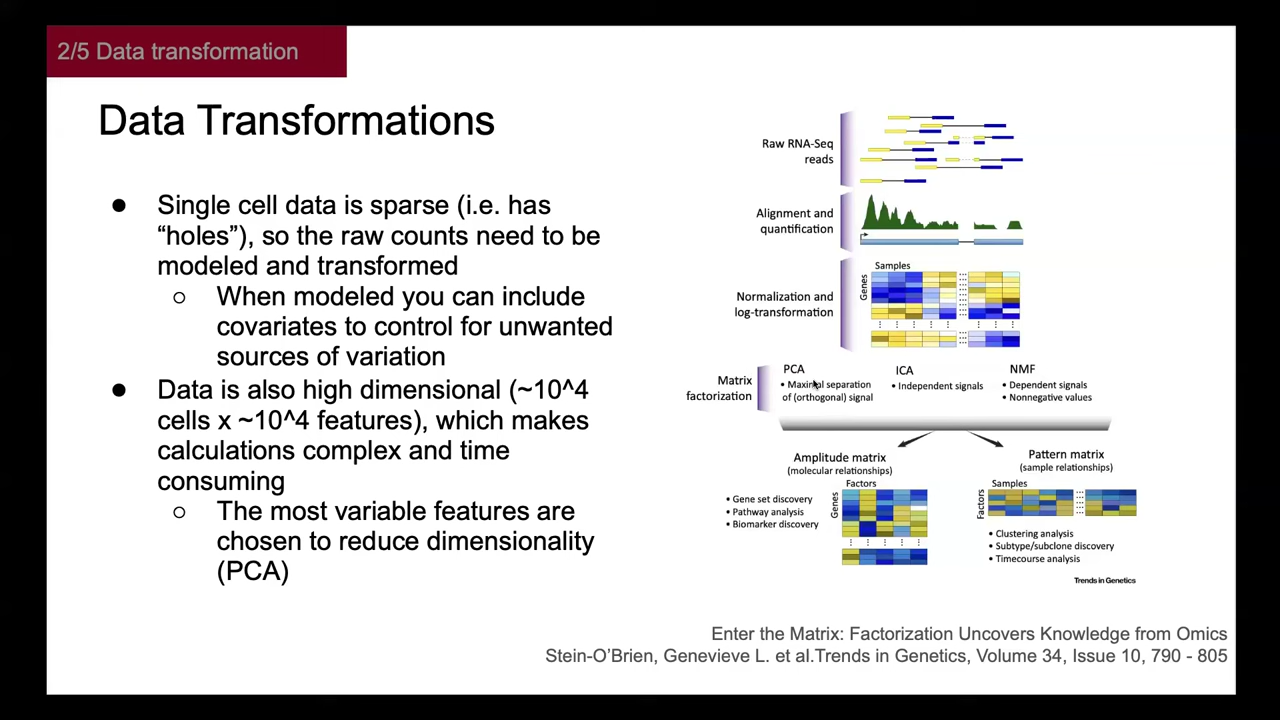 2/5 Data transformation
Data Transformations
● Single cell data is sparse (i.e. has
“holes”), so the raw counts need to be
modeled and transformed
○ When modeled you can include
covariates to control for unwanted
sources of variation
● Data is also high dimensional (~10^4
cells x ~10^4 features), which makes
calculations complex and time
consuming
○ The most variable features are
chosen to reduce dimensionality
(PCA)
Raw RNA-Seq
reads
Alignment and
quantification
Normalization and
log-transformation
Samples
Genes
Matrix
factorization
PCA
• Maximal separation
of (orthogonal) signal
ICA
• Independent signals
NMF
• Dependent signals
• Nonnegative values
Amplitude matrix
(molecular relationships)
• Gene set discovery
• Pathway analysis
• Biomarker discovery
Factors
Genes
Pattern matrix
(sample relationships)
Samples
Factors
• Clustering analysis
• Subtype/subclone discovery
• Timecourse analysis
Trends in Genetics
Enter the Matrix: Factorization Uncovers Knowledge from Omics
Stein-O’Brien, Genevieve L. et al.Trends in Genetics, Volume 34, Issue 10, 790 - 805